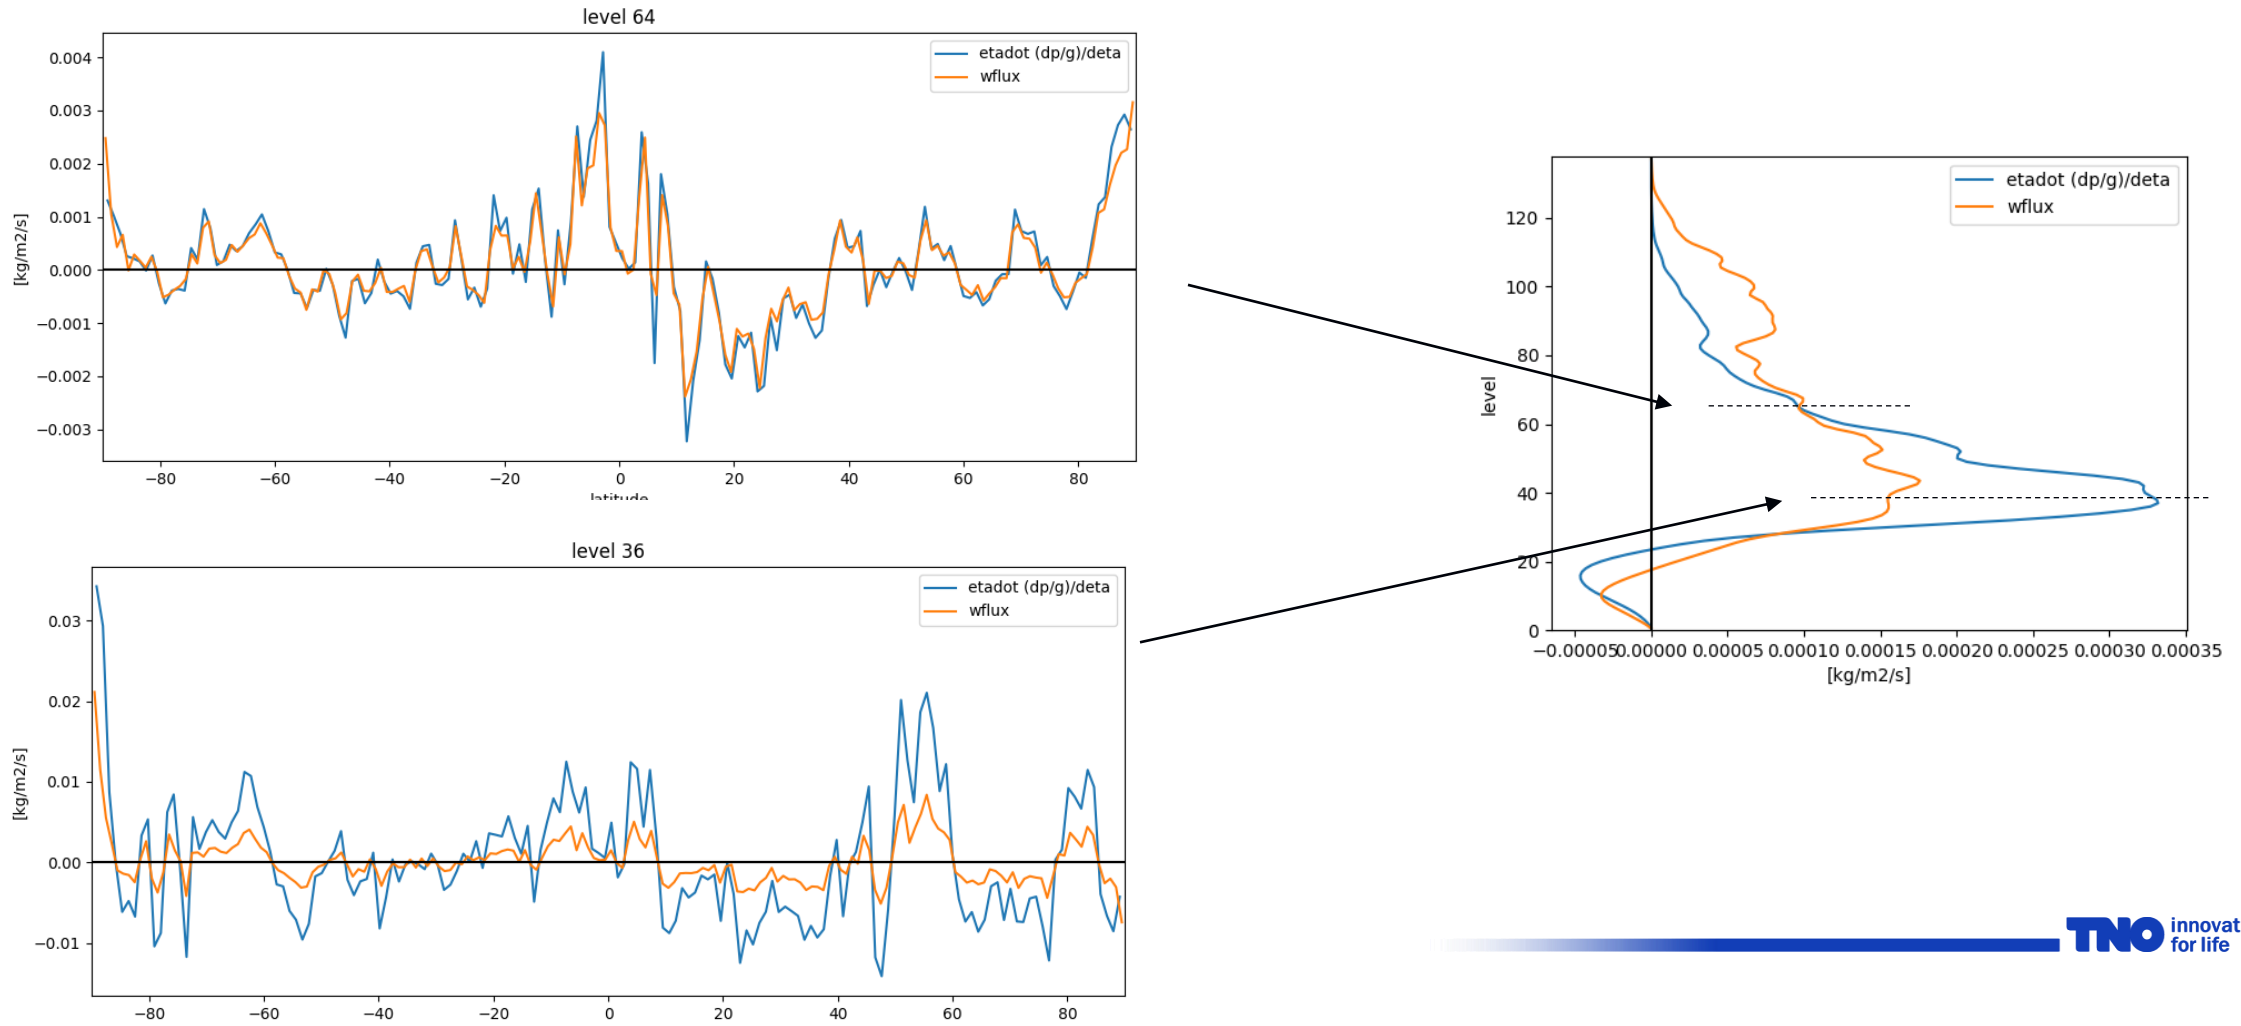 level 64
etadot (dp/g)/deta
wflux
0.004
0.003
0.002
0.001
0.000
−0.001
−0.002
−0.003
[kg/m2/s]
−80 −60 −40 −20 0 20 40 60 80
latitude
level 36
etadot (dp/g)/deta
wflux
0.03
0.02
0.01
0.00
−0.01
[kg/m2/s]
−80 −60 −40 −20 0 20 40 60 80
etadot (dp/g)/deta
wflux
120
100
80
60
40
20
0
level
−0.00005 0.00000 0.00005 0.00010 0.00015 0.00020 0.00025 0.00030 0.00035
[kg/m2/s]
TNO innovat
for life